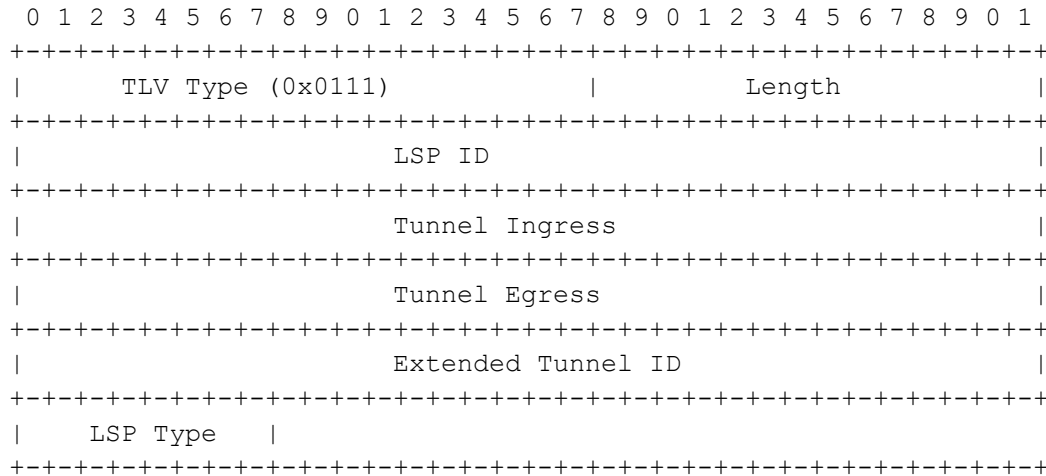 0 1 2 3 4 5 6 7 8 9 0 1 2 3 4 5 6 7 8 9 0 1 2 3 4 5 6 7 8 9 0 1
+-+-+-+-+-+-+-+-+-+-+-+-+-+-+-+-+-+-+-+-+-+-+-+-+-+-+-+-+-+-+-+-+
|      TLV Type (0x0111)            |         Length            |
+-+-+-+-+-+-+-+-+-+-+-+-+-+-+-+-+-+-+-+-+-+-+-+-+-+-+-+-+-+-+-+-+
|                       LSP ID                                  |
+-+-+-+-+-+-+-+-+-+-+-+-+-+-+-+-+-+-+-+-+-+-+-+-+-+-+-+-+-+-+-+-+
|                       Tunnel Ingress                          |
+-+-+-+-+-+-+-+-+-+-+-+-+-+-+-+-+-+-+-+-+-+-+-+-+-+-+-+-+-+-+-+-+
|                       Tunnel Egress                           |
+-+-+-+-+-+-+-+-+-+-+-+-+-+-+-+-+-+-+-+-+-+-+-+-+-+-+-+-+-+-+-+-+
|                       Extended Tunnel ID                      |
+-+-+-+-+-+-+-+-+-+-+-+-+-+-+-+-+-+-+-+-+-+-+-+-+-+-+-+-+-+-+-+-+
|    LSP Type   |
+-+-+-+-+-+-+-+-+-+-+-+-+-+-+-+-+-+-+-+-+-+-+-+-+-+-+-+-+-+-+-+-+